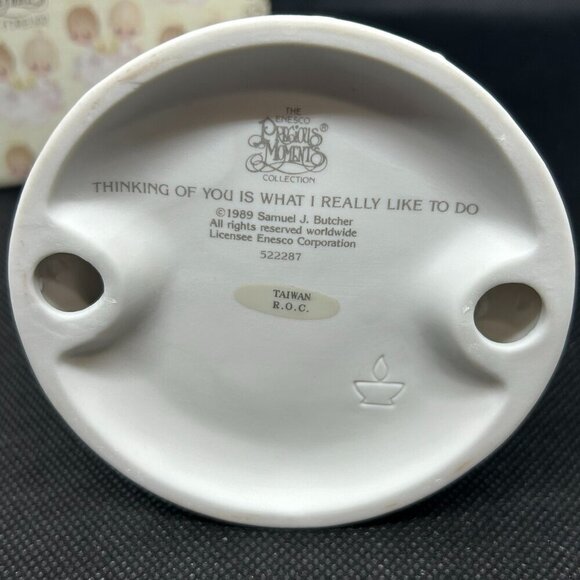 THE
ENESCO
PRECIOUS
MOMENTS®
COLLECTION
THINKING OF YOU IS WHAT I REALLY LIKE TO DO
©1989 Samuel J. Butcher
All rights reserved worldwide
Licensee Enesco Corporation
522287
TAIWAN
R.O.C.